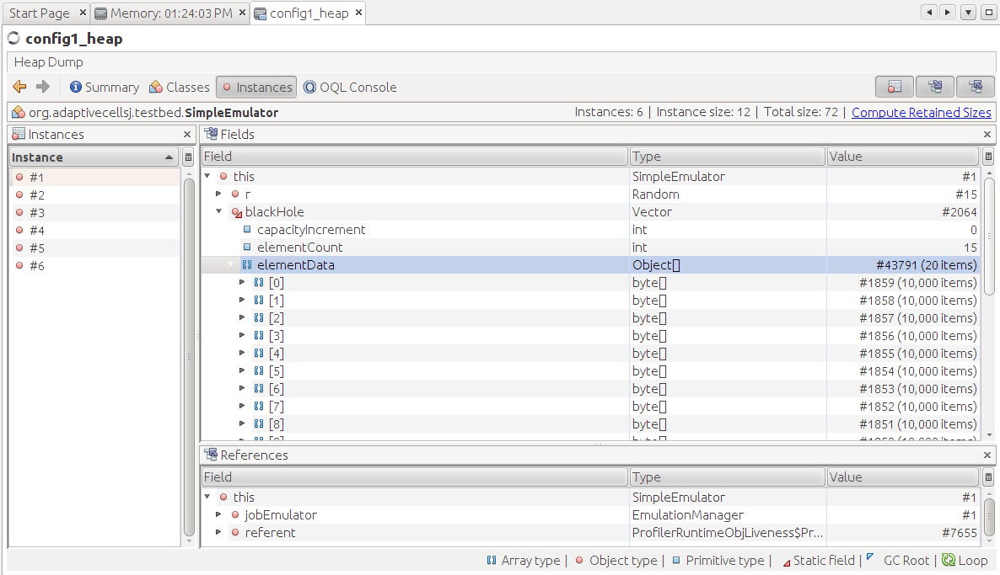 Start Page Memory: 01:24:03 PM config1_heap
config1_heap
Heap Dump
Summary Classes Instances OQL Console
org.adaptivecellsj.testbed.SimpleEmulator Instances: 6 | Instance size: 12 | Total size: 72 | Compute Retained Sizes
Instances
Instance
#1
#2
#3
#4
#5
#6
Fields
Field Type Value
this SimpleEmulator #1
r Random #15
blackHole Vector #2064
capacityIncrement int 0
elementCount int 15
elementData Object[] #43791 (20 items)
[0] byte[] #1859 (10,000 items)
[1] byte[] #1858 (10,000 items)
[2] byte[] #1857 (10,000 items)
[3] byte[] #1856 (10,000 items)
[4] byte[] #1855 (10,000 items)
[5] byte[] #1854 (10,000 items)
[6] byte[] #1853 (10,000 items)
[7] byte[] #1852 (10,000 items)
[8] byte[] #1851 (10,000 items)
References
Field Type Value
this SimpleEmulator #1
jobEmulator EmulationManager #1
referent ProfilerRuntimeObjLiveness$Pr... #7655
Array type | Object type | Primitive type | Static field | GC Root | Loop